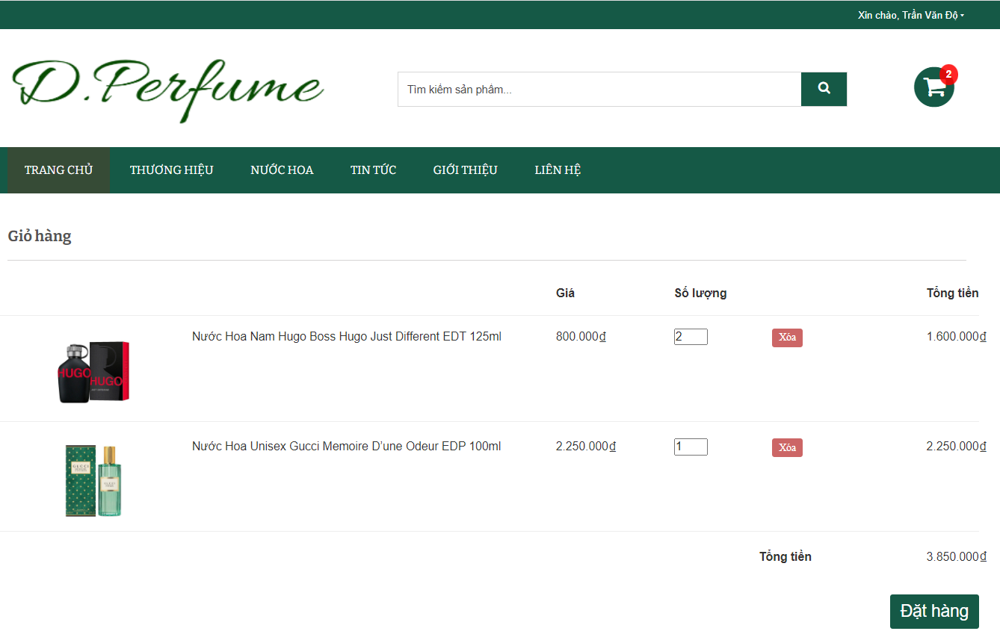 Xin chào, Trần Văn Độ
D.Perfume
Tìm kiếm sản phẩm...
2
TRANG CHỦ THƯƠNG HIỆU NƯỚC HOA TIN TỨC GIỚI THIỆU LIÊN HỆ
Giỏ hàng
Giá Số lượng Tổng tiền
Nước Hoa Nam Hugo Boss Hugo Just Different EDT 125ml 800.000₫ 2 Xóa 1.600.000₫
HUGO
HUGO
Nước Hoa Unisex Gucci Memoire D’une Odeur EDP 100ml 2.250.000₫ 1 Xóa 2.250.000₫
GUCCI
Tổng tiền 3.850.000₫
Đặt hàng